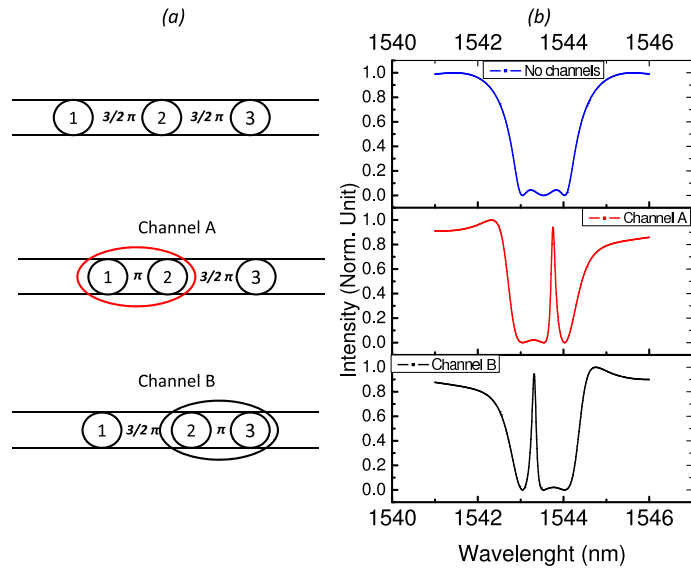 (a)
1 3/2 π 2 3/2 π 3
Channel A
1 π 2 3/2 π 3
Channel B
1 3/2 π 2 π 3
(b)
1540 1542 1544 1546
No channels
1.0
0.8
0.6
0.4
0.2
0.0
Channel A
1.0
0.8
0.6
0.4
0.2
0.0
Channel B
1.0
0.8
0.6
0.4
0.2
0.0
Intensity (Norm. Unit)
1540 1542 1544 1546
Wavelenght (nm)